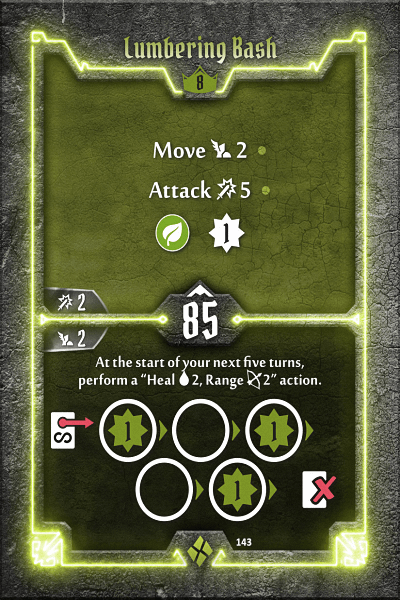 Lumbering Bash
8
Move 2
Attack 5
1
2
85
2
At the start of your next five turns,
perform a “Heal 2, Range 2” action.
1 1
1
143